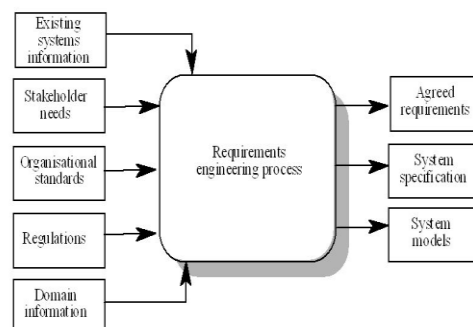 Existing
systems
information
Stakeholder
needs
Organisational
standards
Regulations
Domain
information
Requirements
engineering process
Agreed
requirements
System
specification
System
models